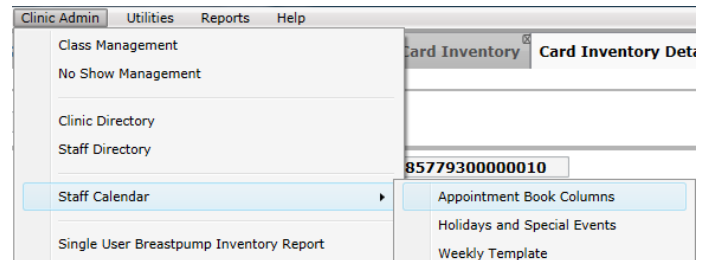 Clinic Admin Utilities Reports Help
Class Management
Card Inventory Card Inventory Deta
No Show Management
Clinic Directory
Staff Directory
85779300000010
Staff Calendar
Appointment Book Columns
Holidays and Special Events
Single User Breastpump Inventory Report
Weekly Template